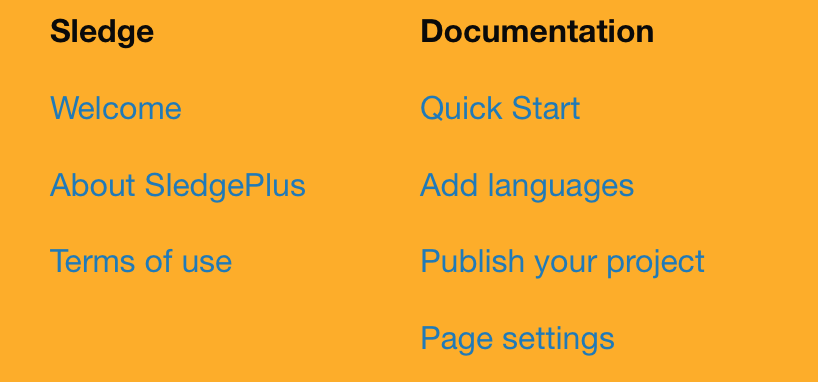 Sledge
Welcome
About SledgePlus
Terms of use
Documentation
Quick Start
Add languages
Publish your project
Page settings